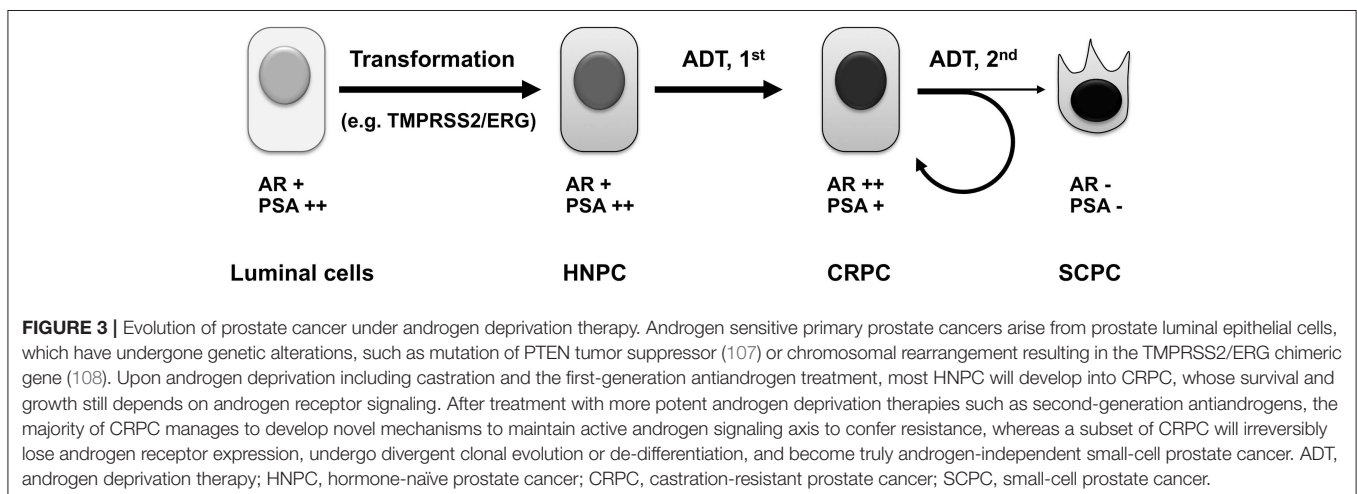 Transformation
ADT, 1st
ADT, 2nd
(e.g. TMPRSS2/ERG)
AR +
PSA ++
AR +
PSA ++
AR ++
PSA +
AR -
PSA -
Luminal cells
HNPC
CRPC
SCPC
FIGURE 3 | Evolution of prostate cancer under androgen deprivation therapy. Androgen sensitive primary prostate cancers arise from prostate luminal epithelial cells,
which have undergone genetic alterations, such as mutation of PTEN tumor suppressor (107) or chromosomal rearrangement resulting in the TMPRSS2/ERG chimeric
gene (108). Upon androgen deprivation including castration and the first-generation antiandrogen treatment, most HNPC will develop into CRPC, whose survival and
growth still depends on androgen receptor signaling. After treatment with more potent androgen deprivation therapies such as second-generation antiandrogens, the
majority of CRPC manages to develop novel mechanisms to maintain active androgen signaling axis to confer resistance, whereas a subset of CRPC will irreversibly
lose androgen receptor expression, undergo divergent clonal evolution or de-differentiation, and become truly androgen-independent small-cell prostate cancer. ADT,
androgen deprivation therapy; HNPC, hormone-naïve prostate cancer; CRPC, castration-resistant prostate cancer; SCPC, small-cell prostate cancer.